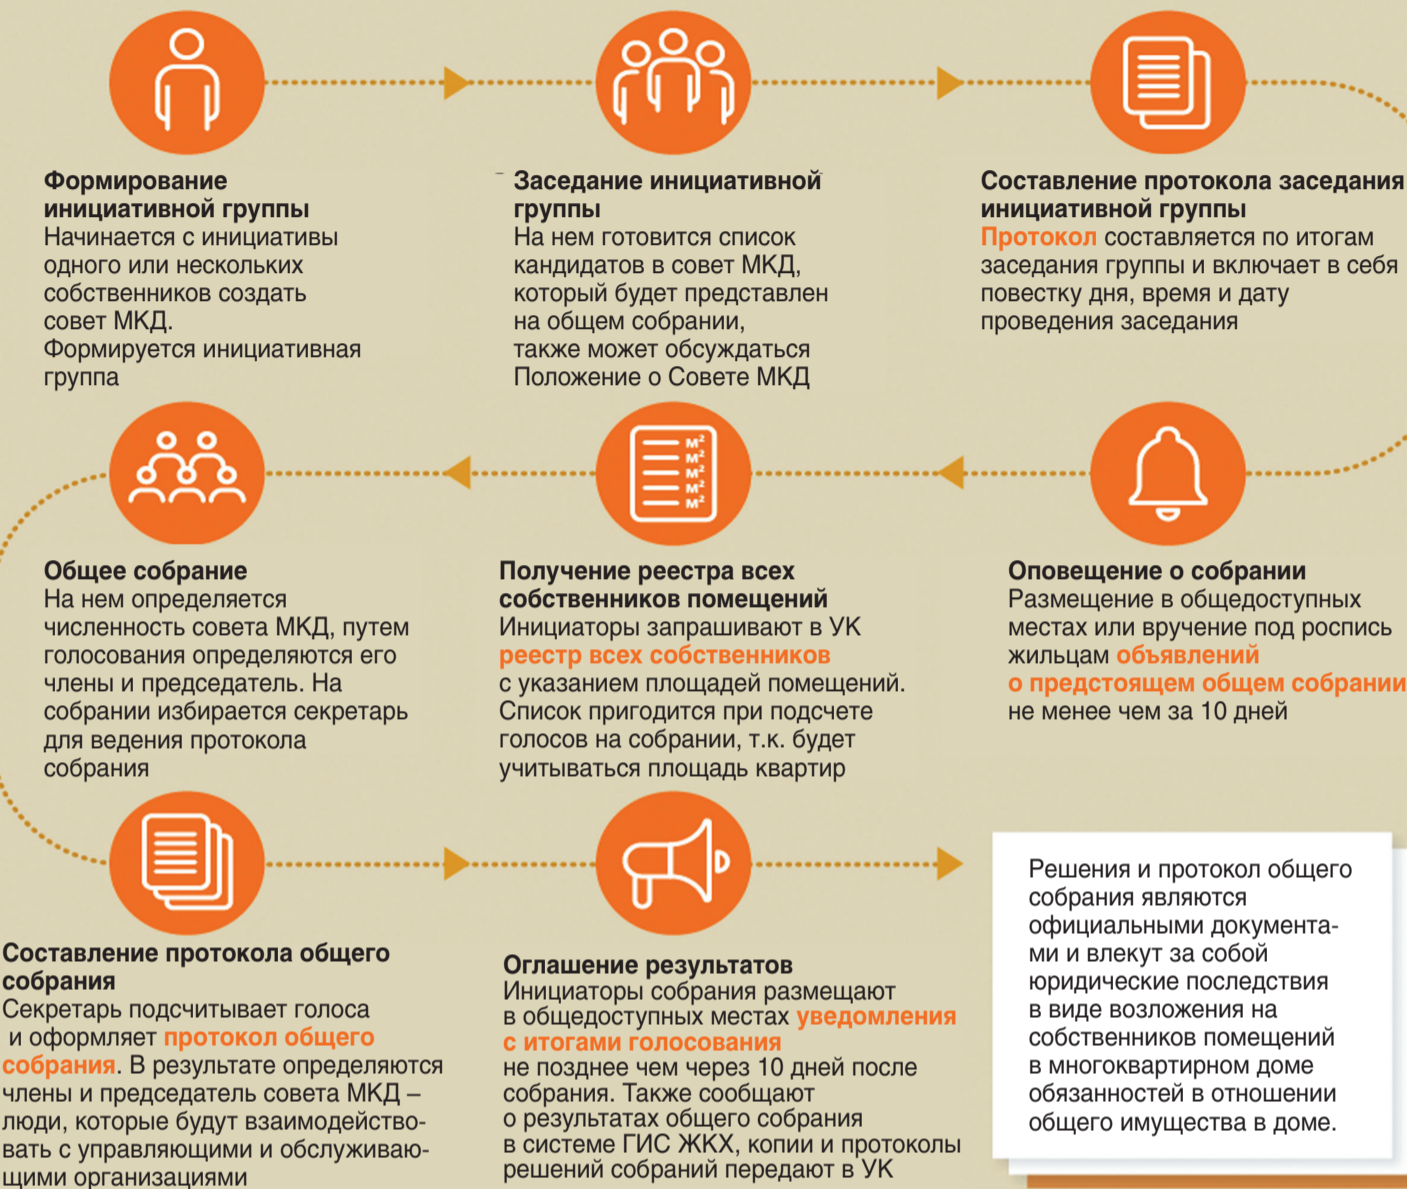 Формирование
инициативной группы
Начинается с инициативы
одного или нескольких
собственников создать
совет МКД.
Формируется инициативная
группа
Заседание инициативной
группы
На нем готовится список
кандидатов в совет МКД,
который будет представлен
на общем собрании,
также может обсуждаться
Положение о Совете МКД
Составление протокола заседания
инициативной группы
Протокол составляется по итогам
заседания группы и включает в себя
повестку дня, время и дату
проведения заседания
м²
м²
м²
м²
м²
Оповещение о собрании
Размещение в общедоступных
местах или вручение под роспись
жильцам объявлений
о предстоящем общем собрании
не менее чем за 10 дней
Получение реестра всех
собственников помещений
Инициаторы запрашивают в УК
реестр всех собственников
с указанием площадей помещений.
Список пригодится при подсчете
голосов на собрании, т.к. будет
учитываться площадь квартир
Общее собрание
На нем определяется
численность совета МКД, путем
голосования определяются его
члены и председатель. На
собрании избирается секретарь
для ведения протокола
собрания
Составление протокола общего
собрания
Секретарь подсчитывает голоса
и оформляет протокол общего
собрания. В результате определяются
члены и председатель совета МКД –
люди, которые будут взаимодейство-
вать с управляющими и обслуживаю-
щими организациями
Оглашение результатов
Инициаторы собрания размещают
в общедоступных местах уведомления
с итогами голосования
не позднее чем через 10 дней после
собрания. Также сообщают
о результатах общего собрания
в системе ГИС ЖКХ, копии и протоколы
решений собраний передают в УК
Решения и протокол общего
собрания являются
официальными документа-
ми и влекут за собой
юридические последствия
в виде возложения на
собственников помещений
в многоквартирном доме
обязанностей в отношении
общего имущества в доме.